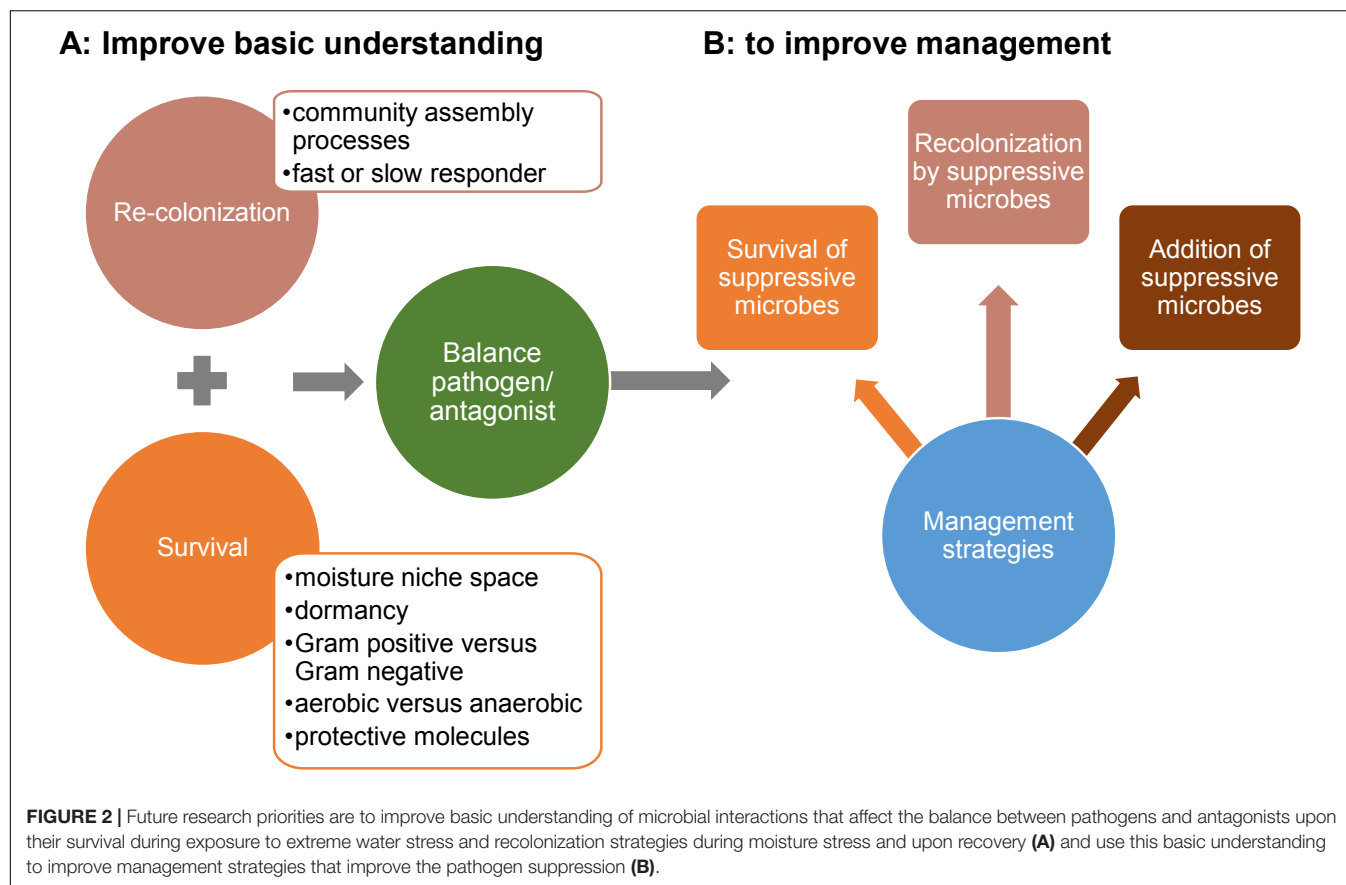 A: Improve basic understanding
B: to improve management
Re-colonization
•community assembly
processes
•fast or slow responder
Survival
•moisture niche space
•dormancy
•Gram positive versus
Gram negative
•aerobic versus anaerobic
•protective molecules
Balance
pathogen/
antagonist
Survival of
suppressive
microbes
Recolonization
by suppressive
microbes
Addition of
suppressive
microbes
Management
strategies
FIGURE 2 | Future research priorities are to improve basic understanding of microbial interactions that affect the balance between pathogens and antagonists upon
their survival during exposure to extreme water stress and recolonization strategies during moisture stress and upon recovery (A) and use this basic understanding
to improve management strategies that improve the pathogen suppression (B).